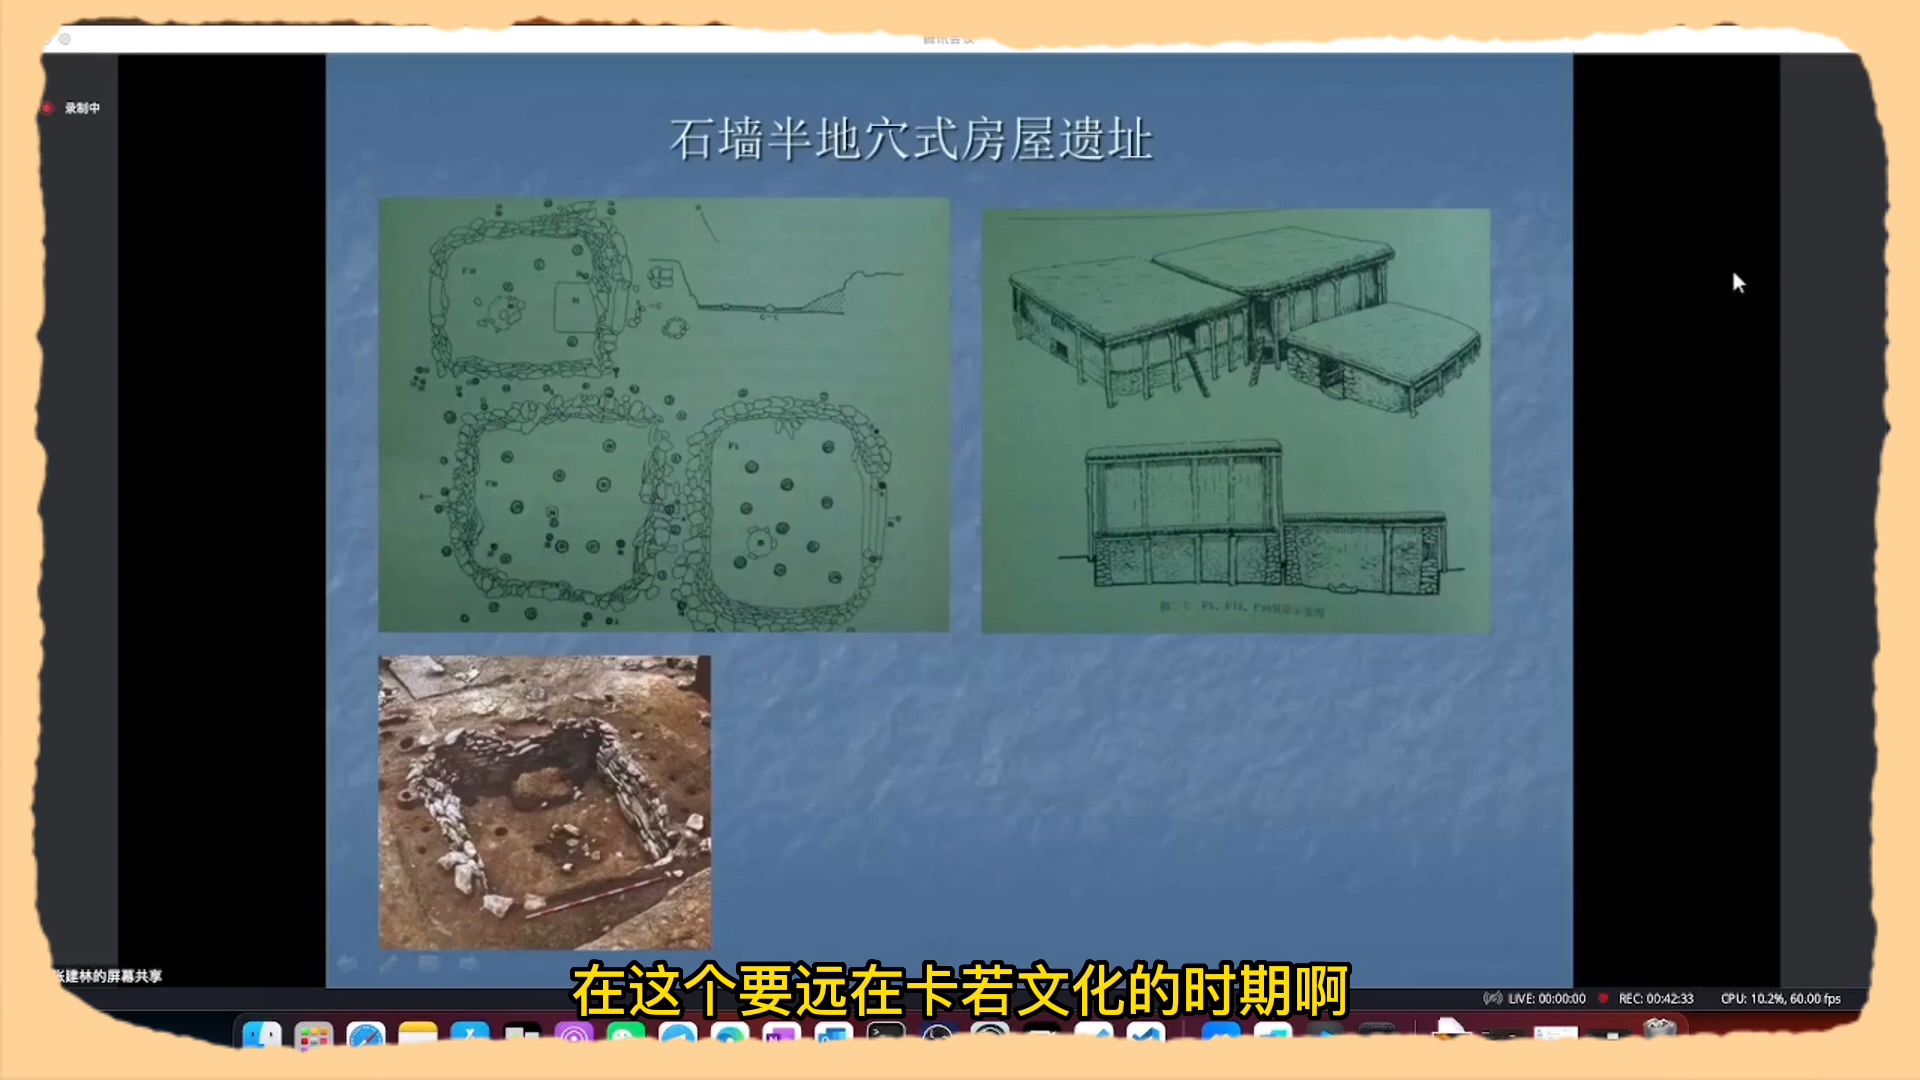 录制中
石墙半地穴式房屋遗址
张建林的屏幕共享
在这个要远在卡若文化的时期啊
LIVE: 00:00:00
REC: 00:42:33
CPU: 10.2%, 60.00 fps